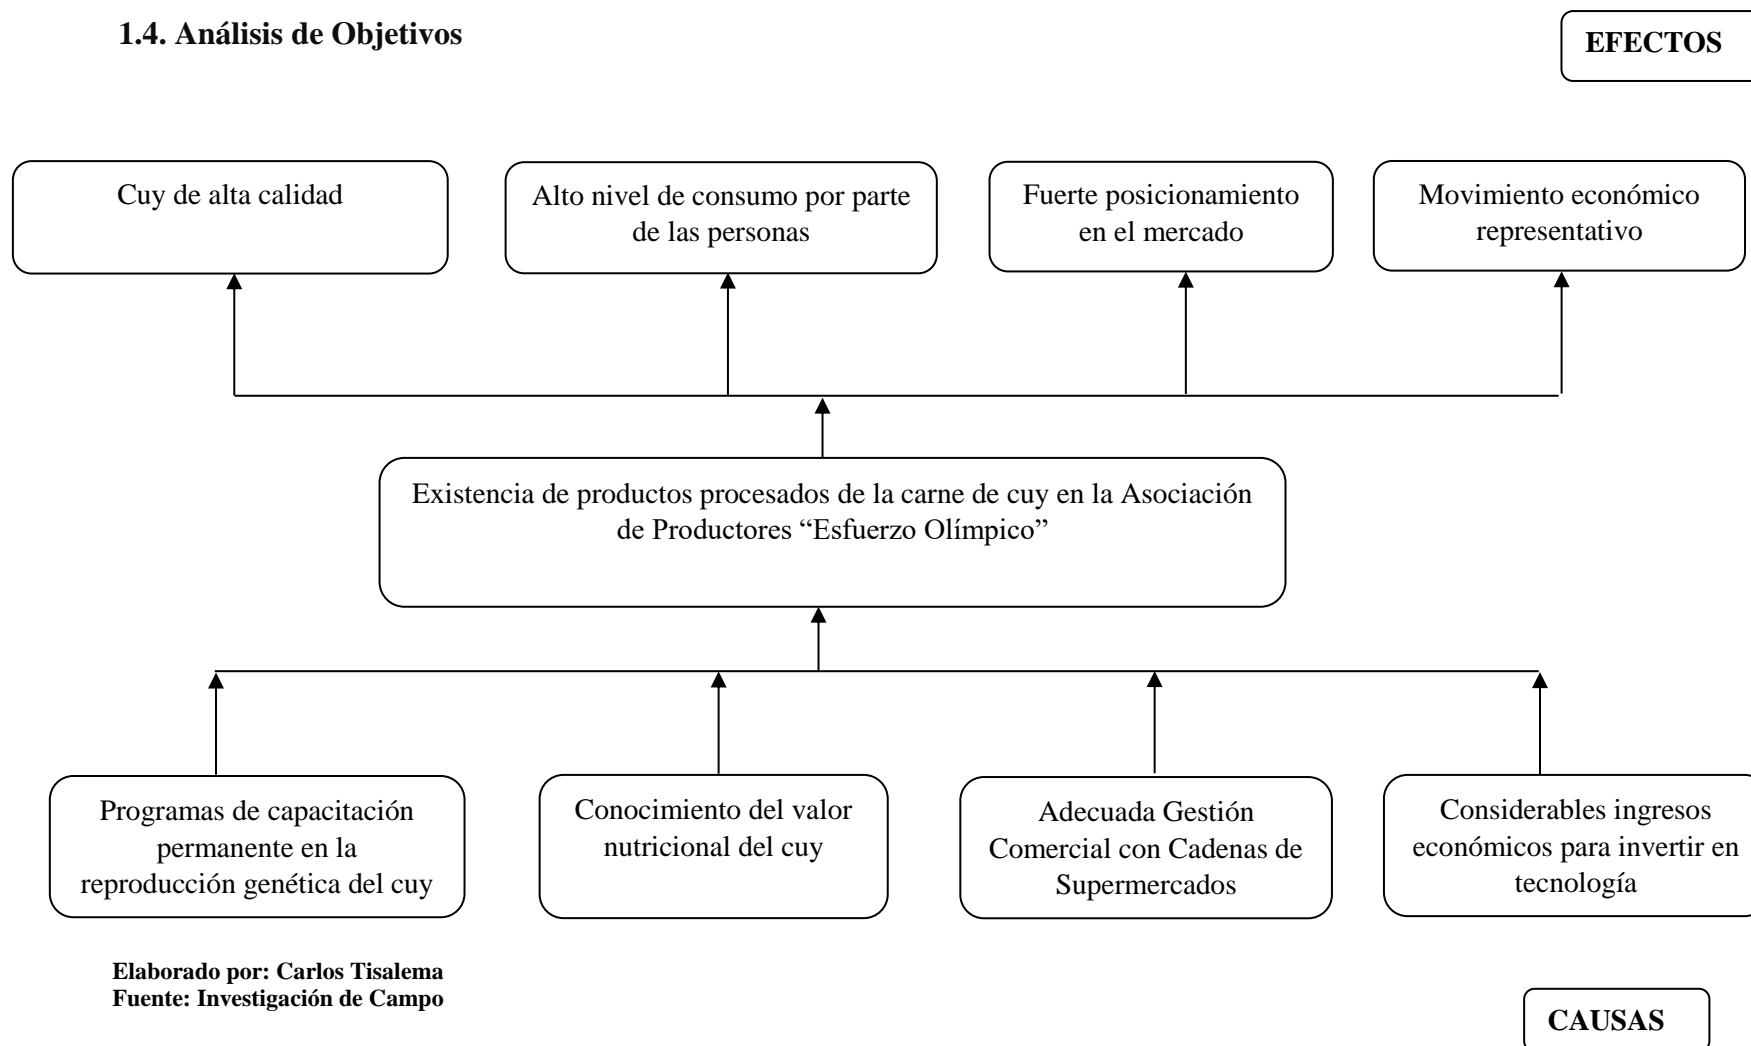 1.4. Análisis de Objetivos
EFECTOS
Cuy de alta calidad
Alto nivel de consumo por parte
de las personas
Fuerte posicionamiento
en el mercado
Movimiento económico
representativo
Existencia de productos procesados de la carne de cuy en la Asociación
de Productores “Esfuerzo Olímpico”
Programas de capacitación
permanente en la
reproducción genética del cuy
Conocimiento del valor
nutricional del cuy
Adecuada Gestión
Comercial con Cadenas de
Supermercados
Considerables ingresos
económicos para invertir en
tecnología
Elaborado por: Carlos Tisalema
Fuente: Investigación de Campo
CAUSAS